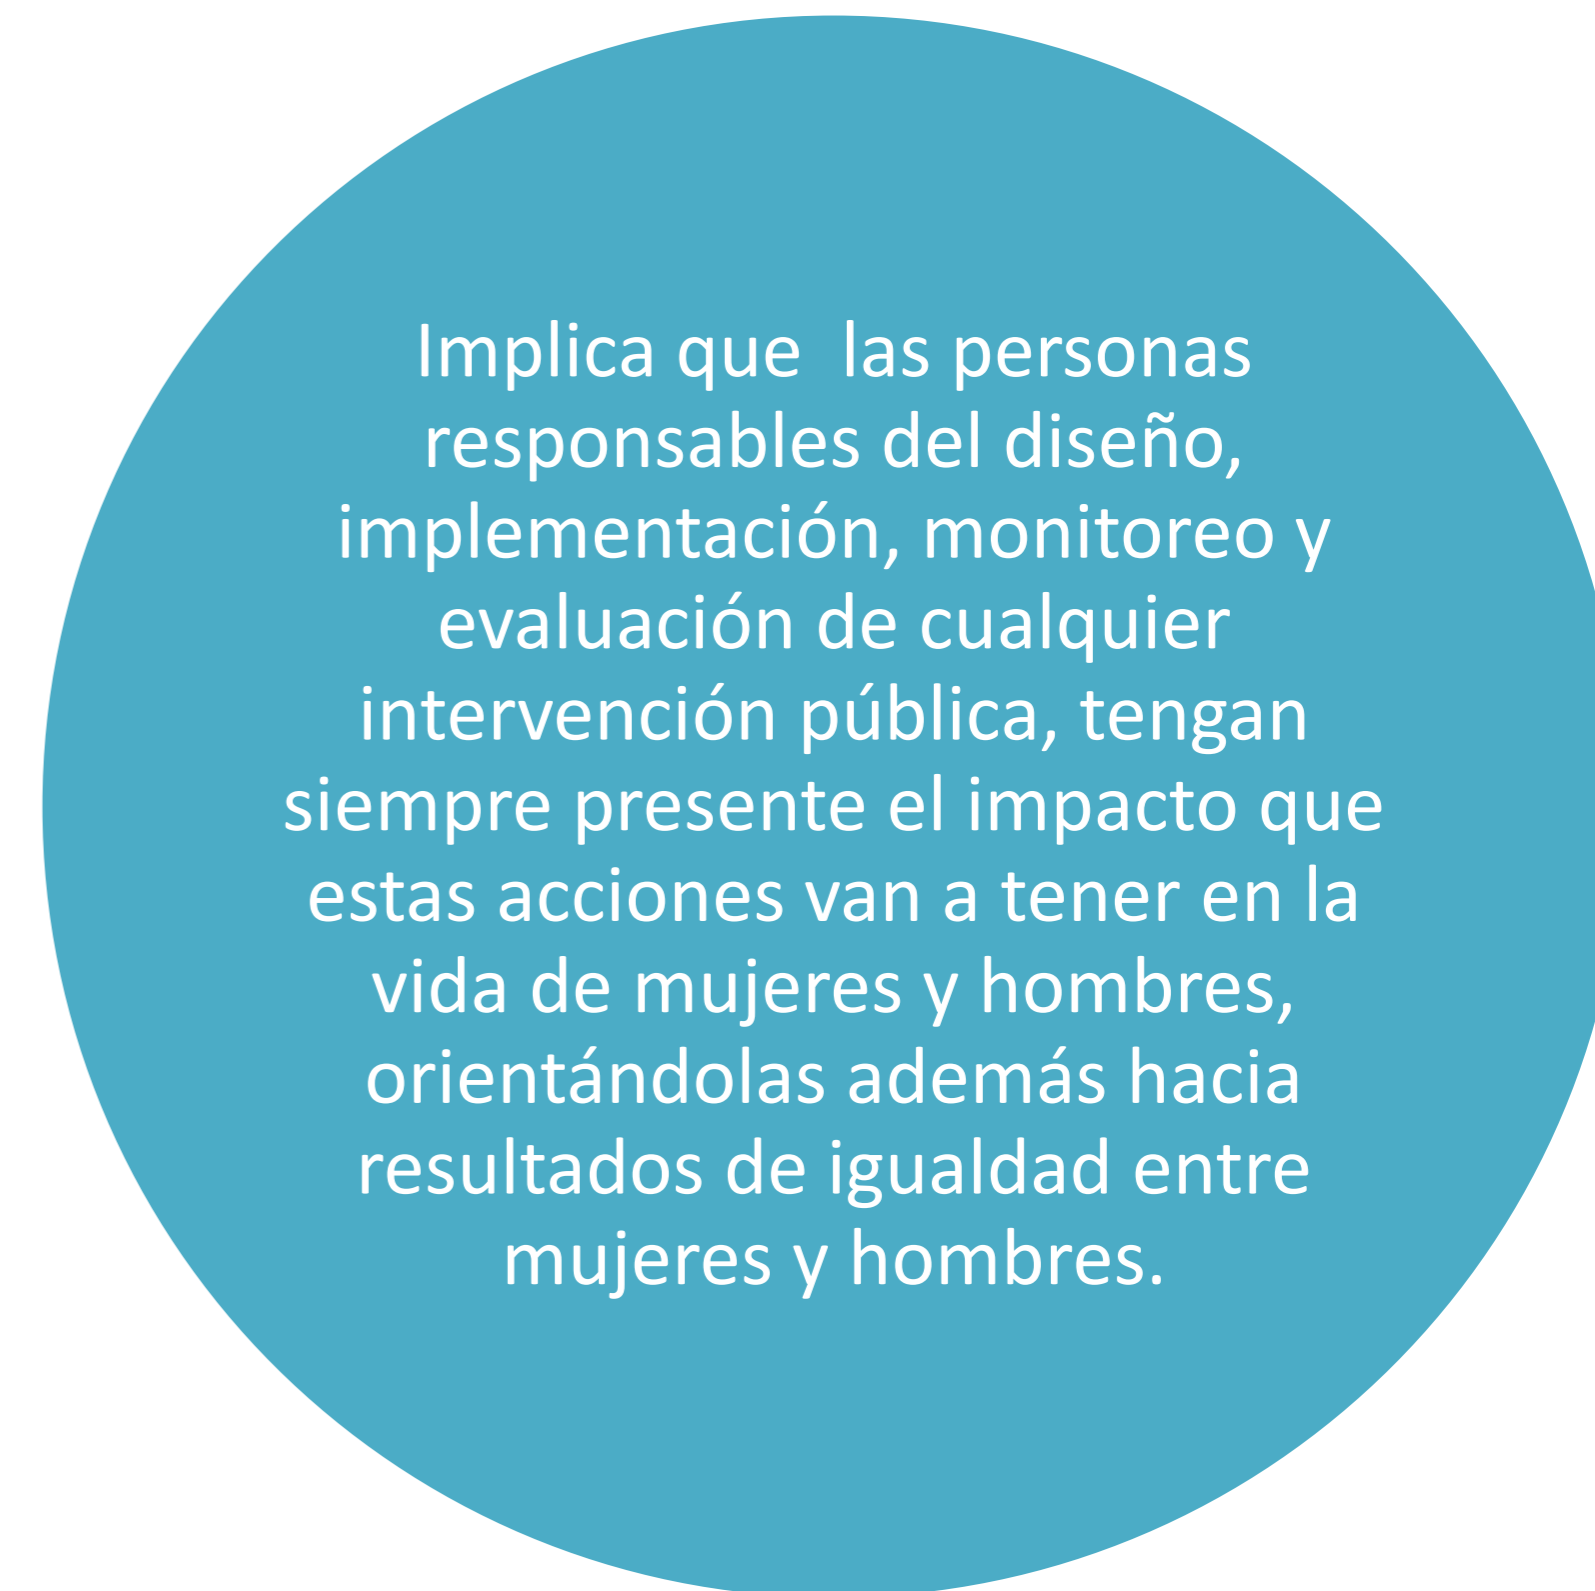 Implica que  las personas
responsables del diseño,
implementación, monitoreo y
evaluación de cualquier
intervención pública, tengan
siempre presente el impacto que
estas acciones van a tener en la
vida de mujeres y hombres,
orientándolas además hacia
resultados de igualdad entre
mujeres y hombres.